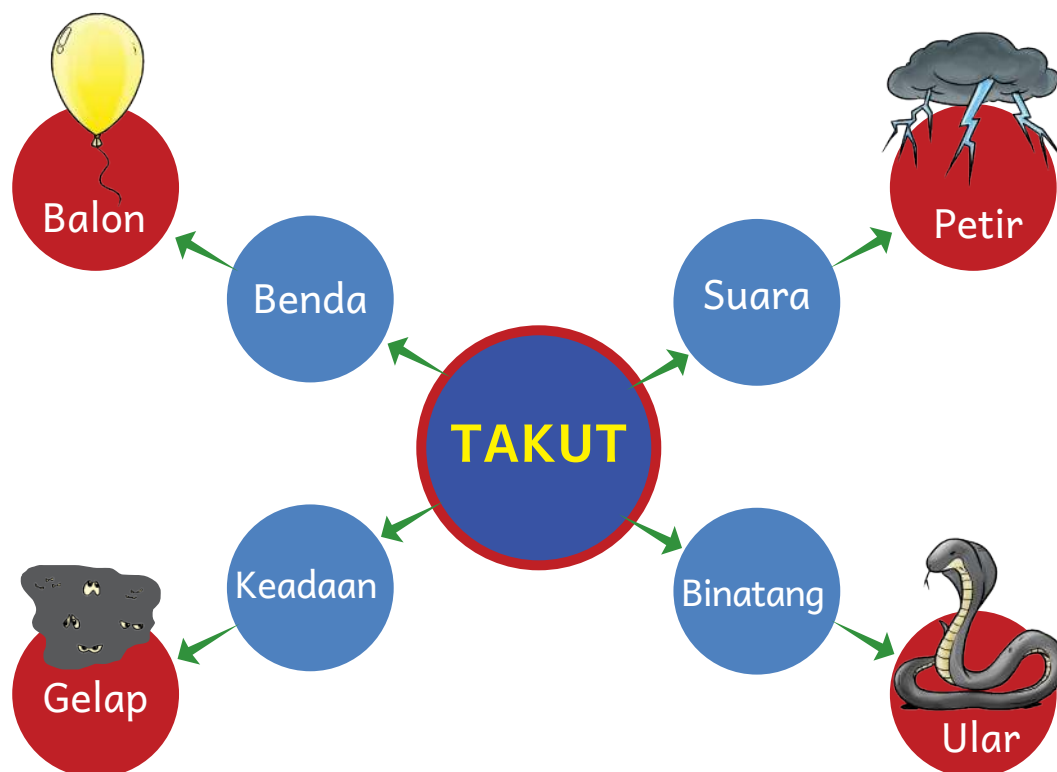 Balon
Petir
Benda
Suara
TAKUT
Keadaan
Binatang
Gelap
Ular